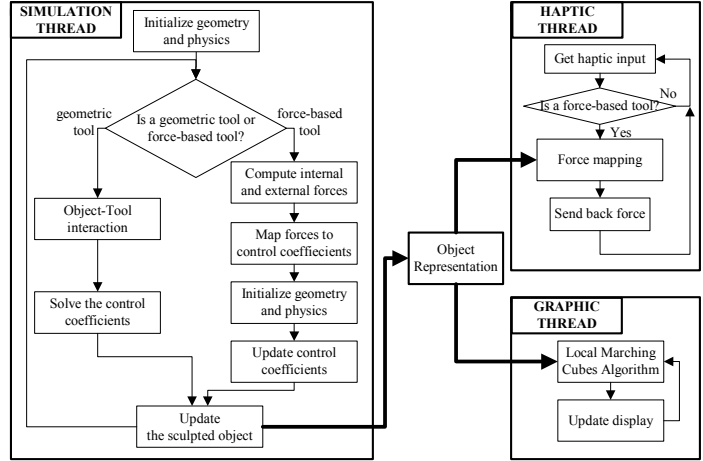 SIMULATION
THREAD
Initialize geometry
and physics
Is a geometric tool or
force-based tool?
geometric
tool
force-based
tool
Object-Tool
interaction
Solve the control
coefficients
Compute internal
and external forces
Map forces to
control coeffiecients
Initialize geometry
and physics
Update control
coefficients
Update
the sculpted object
Object
Representation
HAPTIC
THREAD
Get haptic input
No
Is a force-based tool?
Yes
Force mapping
Send back force
GRAPHIC
THREAD
Local Marching
Cubes Algorithm
Update display